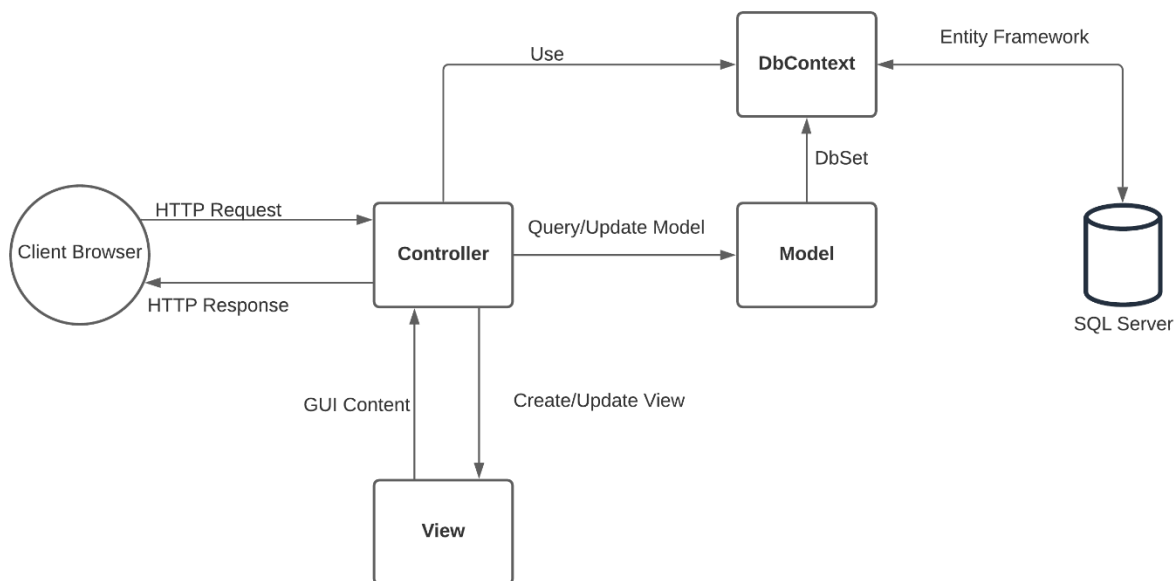 Entity Framework
Use
DbContext
DbSet
HTTP Request
Query/Update Model
Client Browser
Controller
Model
HTTP Response
SQL Server
GUI Content
Create/Update View
View